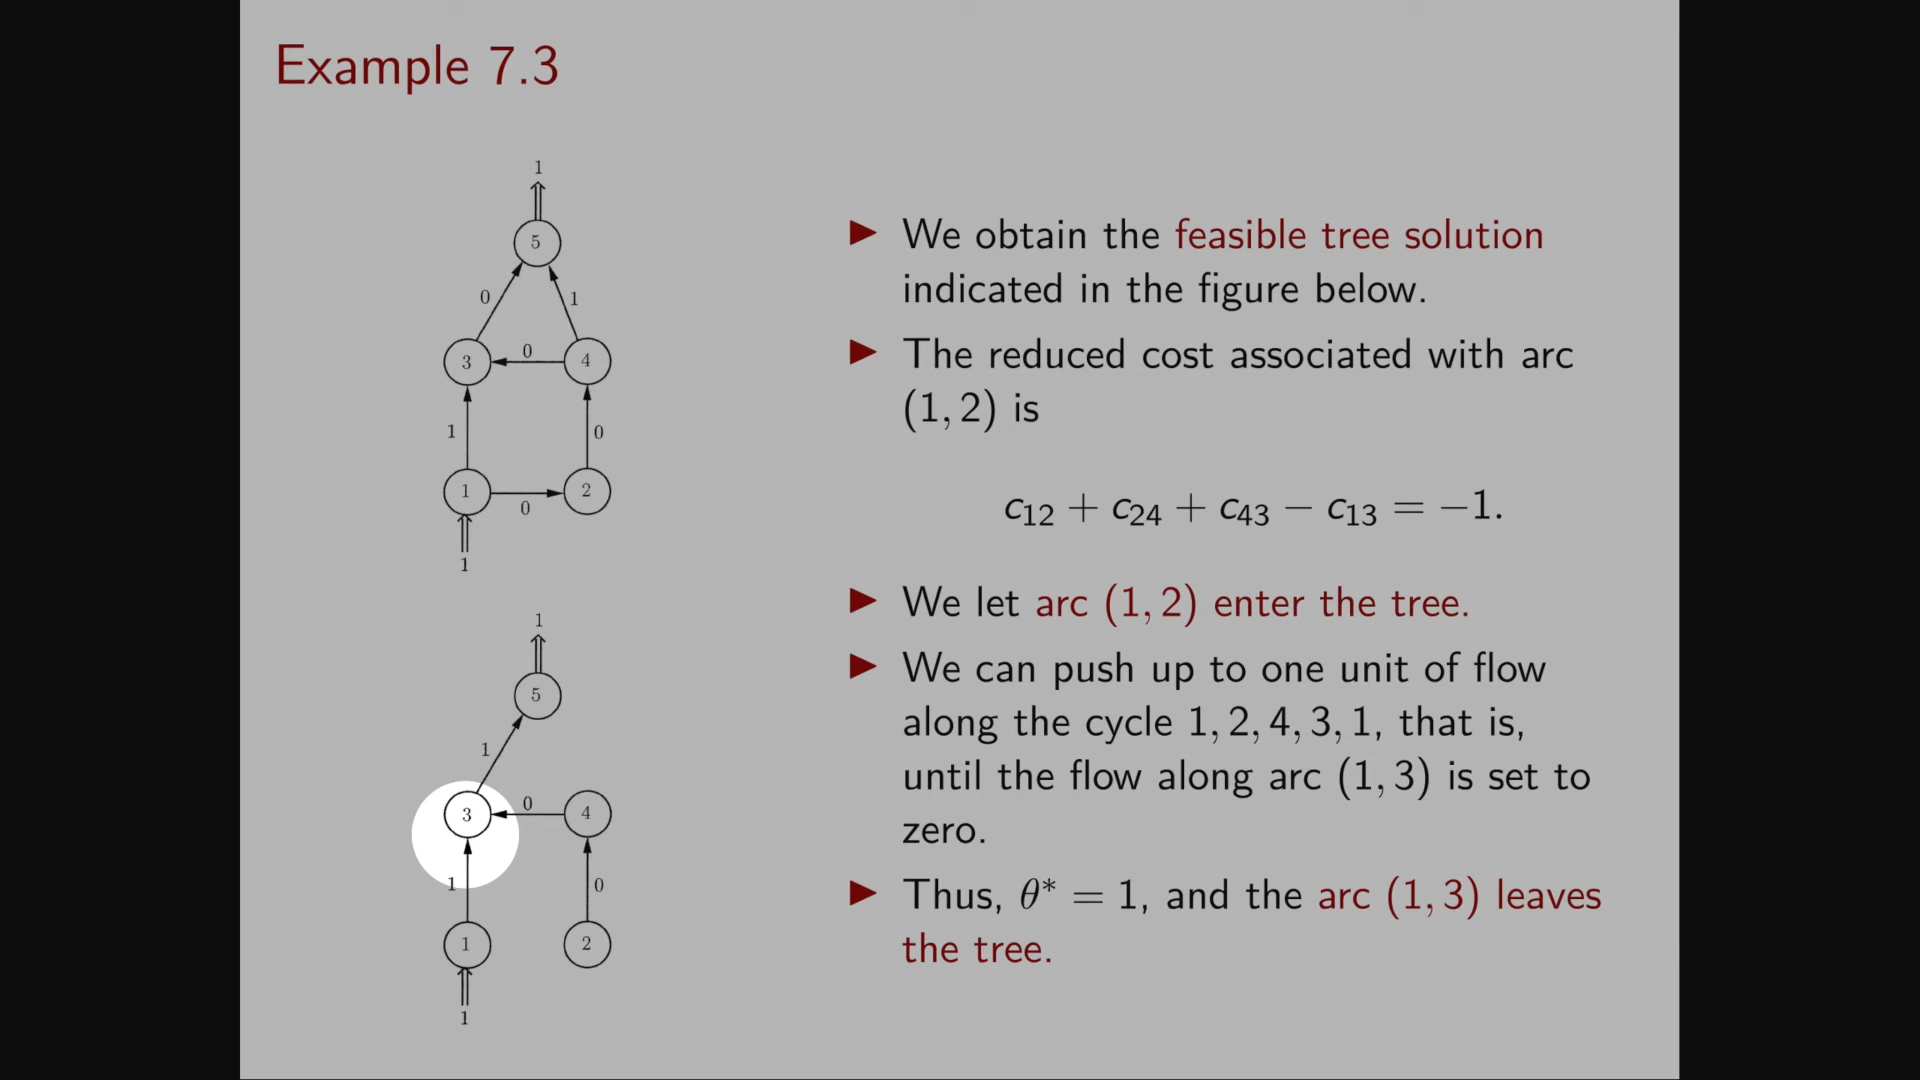 Example 7.3
1
5
0 1
3 0 4
1 0
1 2
0
1
1
5
1
3 0 4
1 0
1 2
1
▶ We obtain the feasible tree solution
indicated in the figure below.
▶ The reduced cost associated with arc
(1, 2) is
c₁₂ + c₂₄ + c₄₃ − c₁₃ = −1.
▶ We let arc (1, 2) enter the tree.
▶ We can push up to one unit of flow
along the cycle 1, 2, 4, 3, 1, that is,
until the flow along arc (1, 3) is set to
zero.
▶ Thus, θ* = 1, and the arc (1, 3) leaves
the tree.